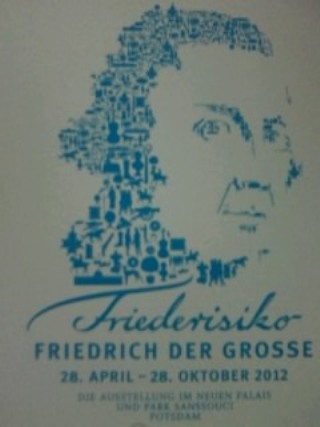 Friederisiko
FRIEDRICH DER GROSSE
28. APRIL – 28. OKTOBER 2012
DIE AUSSTELLUNG IM NEUEN PALAIS
UND PARK SANSSOUCI
POTSDAM